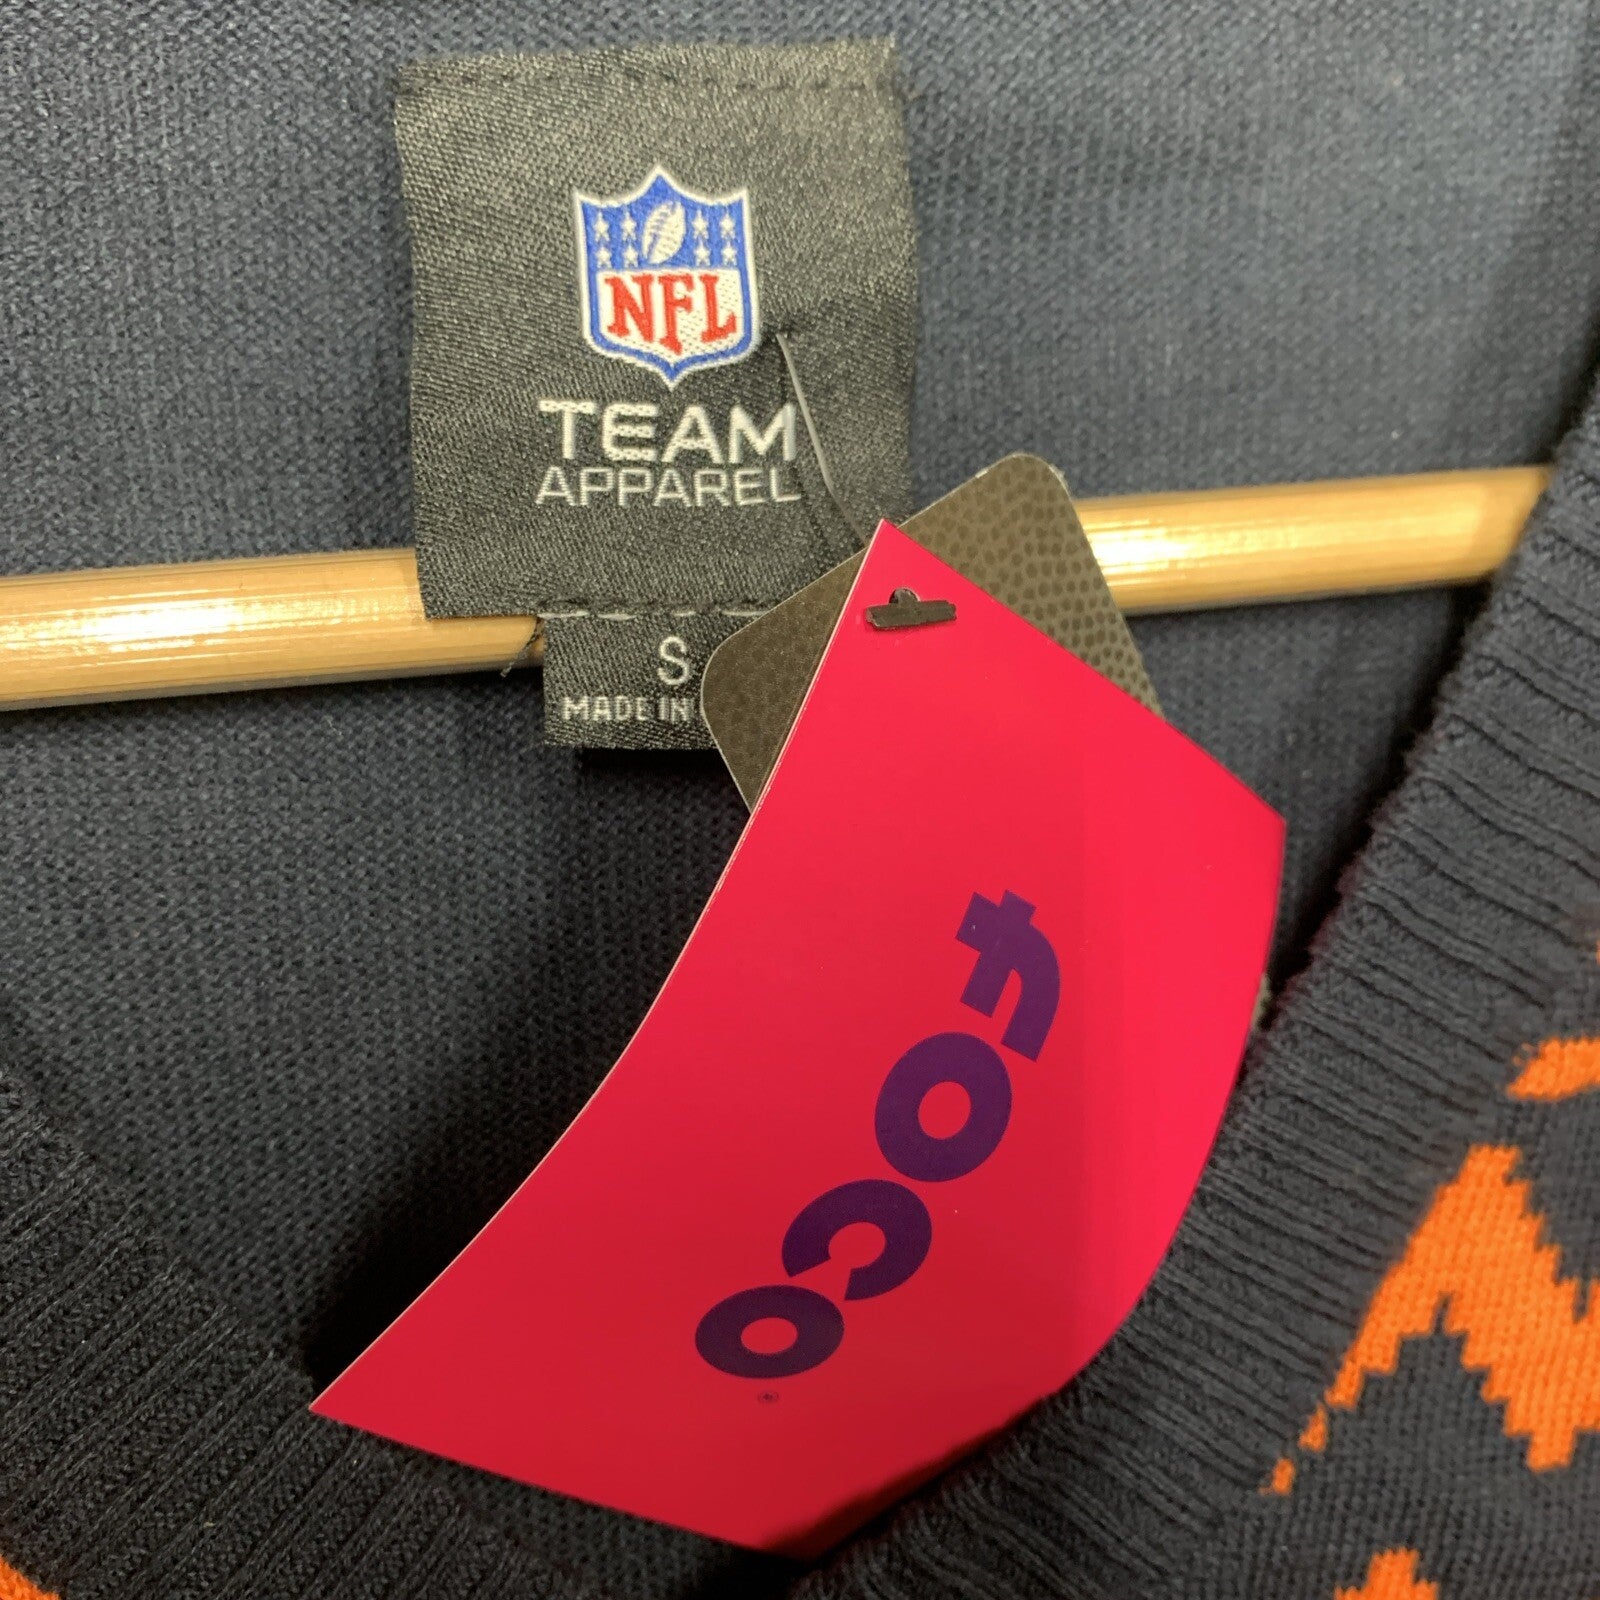 NFL
TEAM
APPAREL
S
MADE IN
FOCO
®